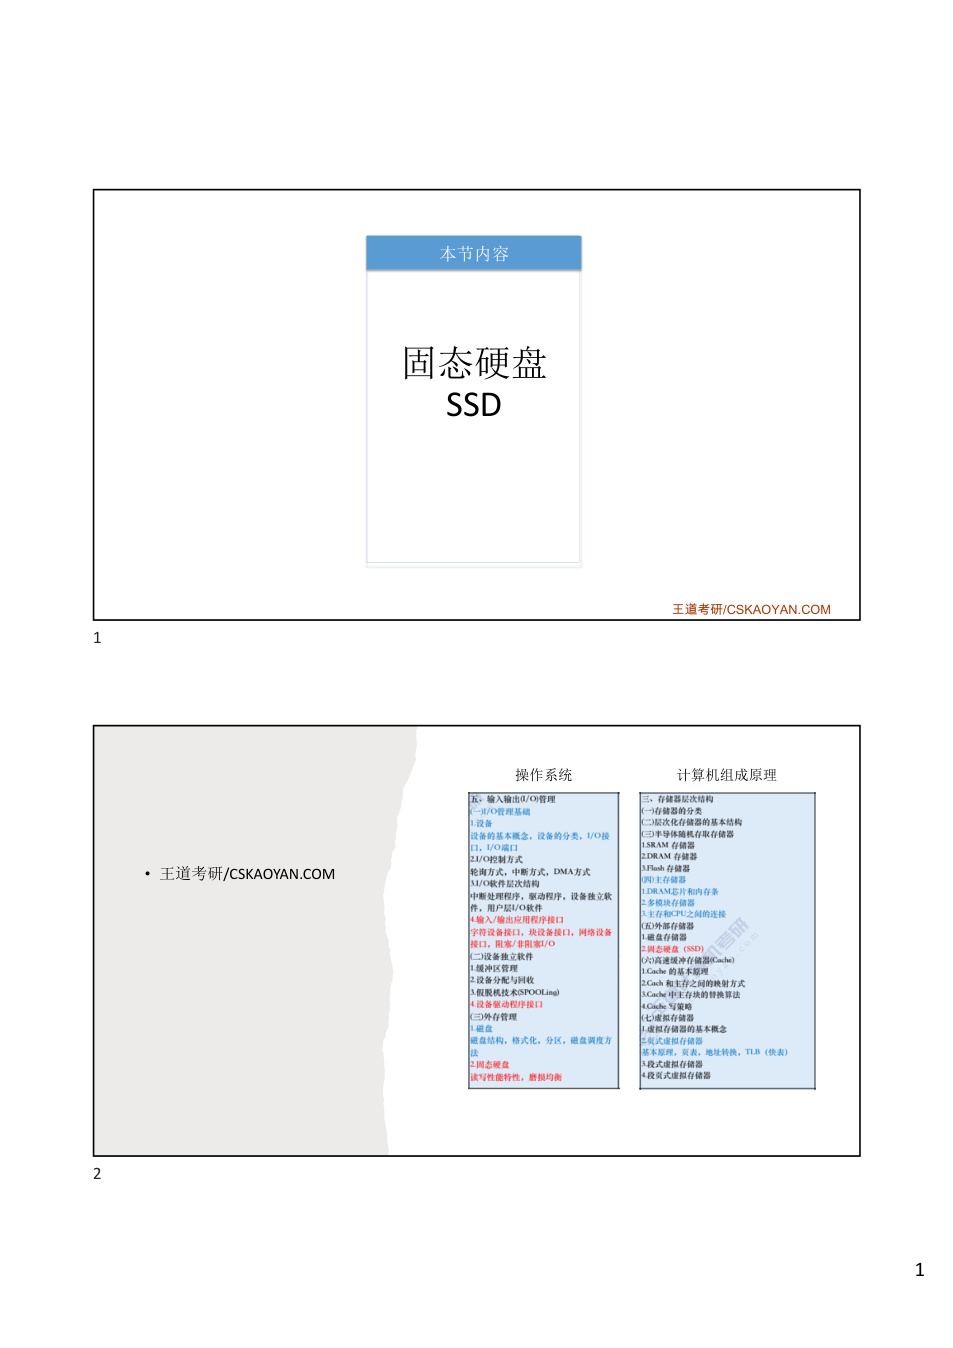 本节内容
固态硬盘
SSD
王道考研/CSKAOYAN.COM
1
• 王道考研/CSKAOYAN.COM
操作系统
五、输入输出(I/O)管理
(一)I/O管理基础
1.设备
设备的基本概念，设备的分类，I/O接
口，I/O端口
2.I/O控制方式
轮询方式，中断方式，DMA方式
3.I/O软件层次结构
中断处理程序，驱动程序，设备独立软
件，用户层I/O软件
4.输入/输出应用程序接口
字符设备接口，块设备接口，网络设备
接口，阻塞/非阻塞I/O
(二)设备独立软件
1.缓冲区管理
2.设备分配与回收
3.假脱机技术(SPOOLing)
4.设备驱动程序接口
(三)外存管理
1.磁盘
磁盘结构，格式化，分区，磁盘调度方
法
2.固态硬盘
读写性能特性，磨损均衡
计算机组成原理
三、存储器层次结构
(一)存储器的分类
(二)层次化存储器的基本结构
(三)半导体随机存取存储器
1.SRAM 存储器
2.DRAM 存储器
3.Flash 存储器
(四)主存储器
1.DRAM芯片和内存条
2.多模块存储器
3.主存和CPU之间的连接
(五)外部存储器
1.磁盘存储器
2.固态硬盘（SSD）
(六)高速缓冲存储器(Cache)
1.Cache 的基本原理
2.Cach 和主存之间的映射方式
3.Cache 中主存块的替换算法
4.Cache 写策略
(七)虚拟存储器
1.虚拟存储器的基本概念
2.页式虚拟存储器
基本原理，页表，地址转换，TLB（快表）
3.段式虚拟存储器
4.段页式虚拟存储器
2
1